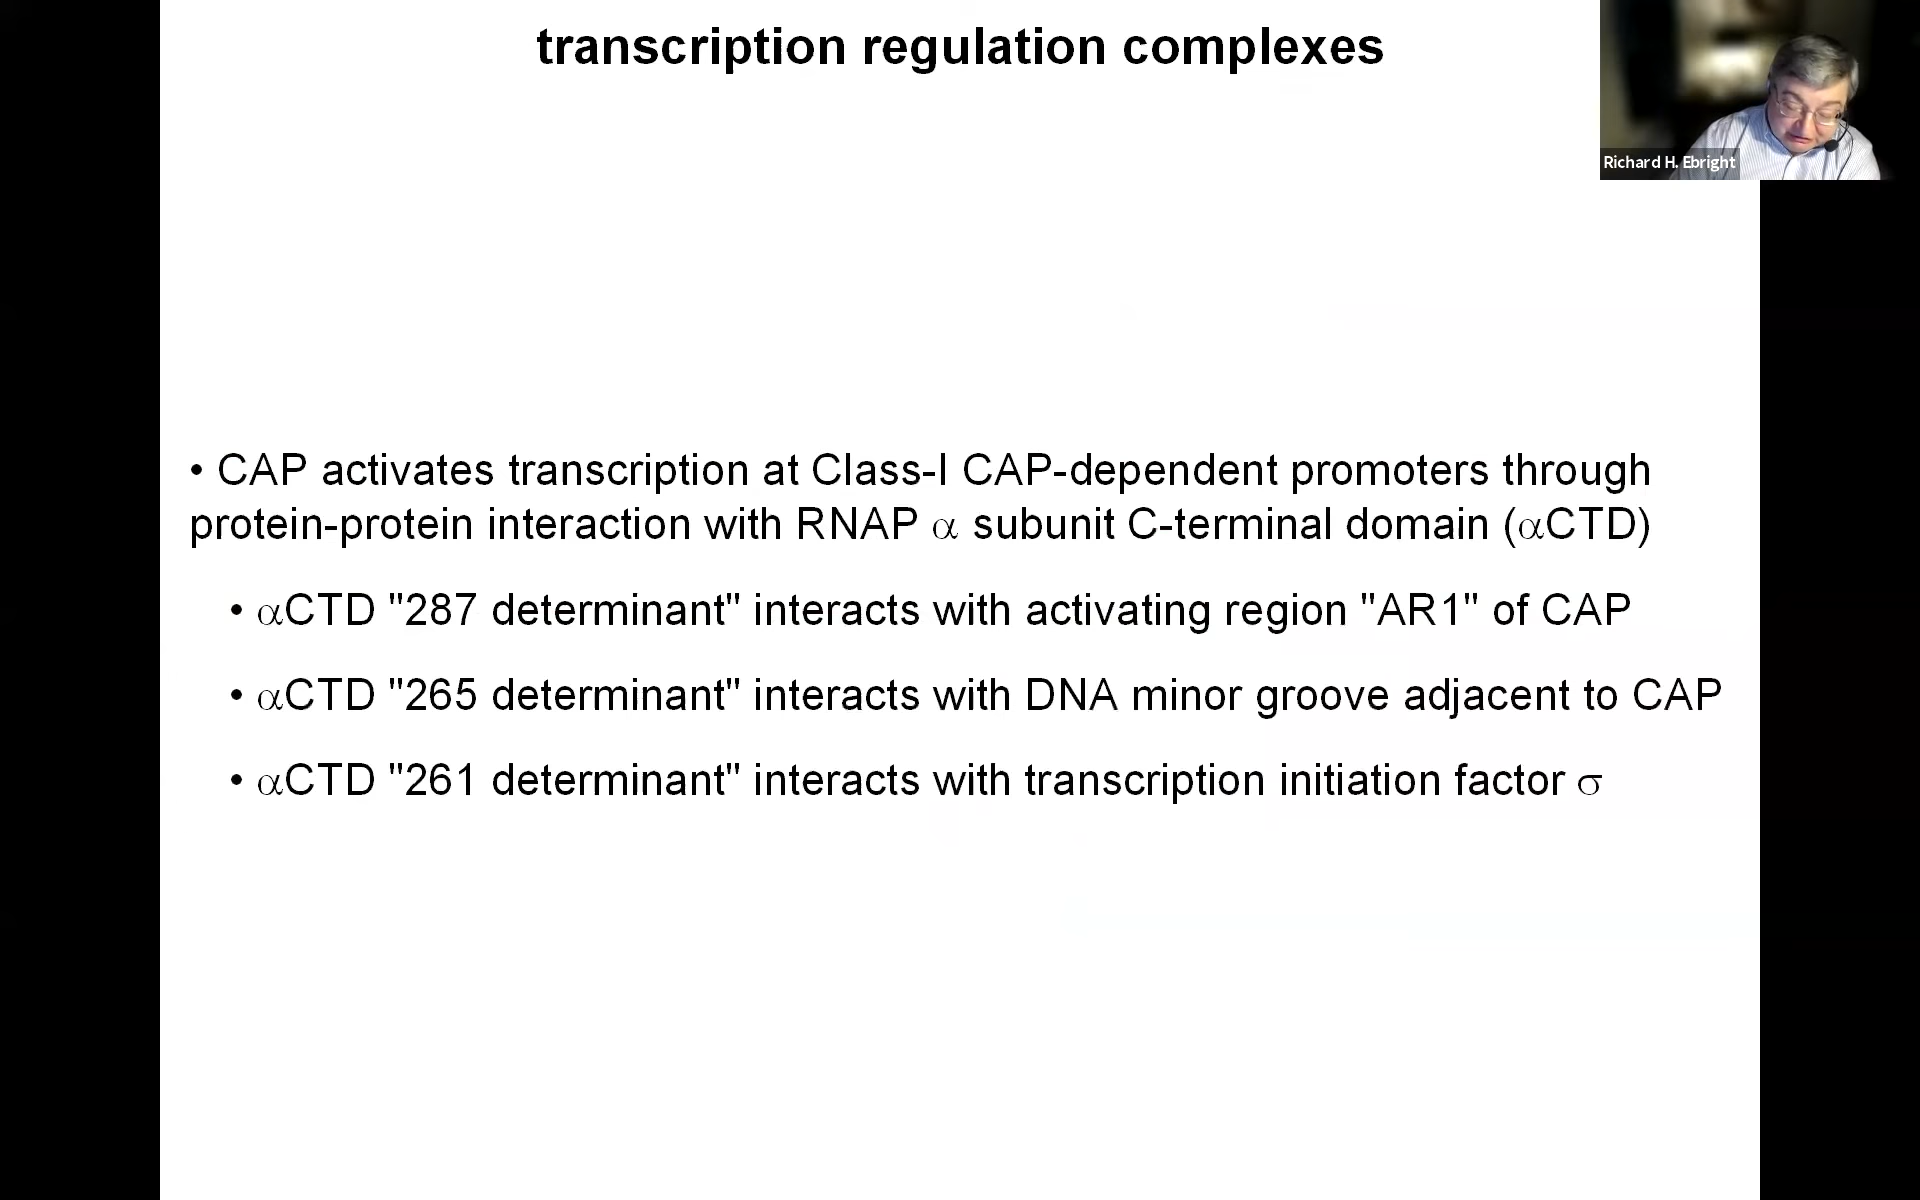 transcription regulation complexes
Richard H. Ebright
• CAP activates transcription at Class-I CAP-dependent promoters through
protein-protein interaction with RNAP α subunit C-terminal domain (αCTD)
• αCTD "287 determinant" interacts with activating region "AR1" of CAP
• αCTD "265 determinant" interacts with DNA minor groove adjacent to CAP
• αCTD "261 determinant" interacts with transcription initiation factor σ